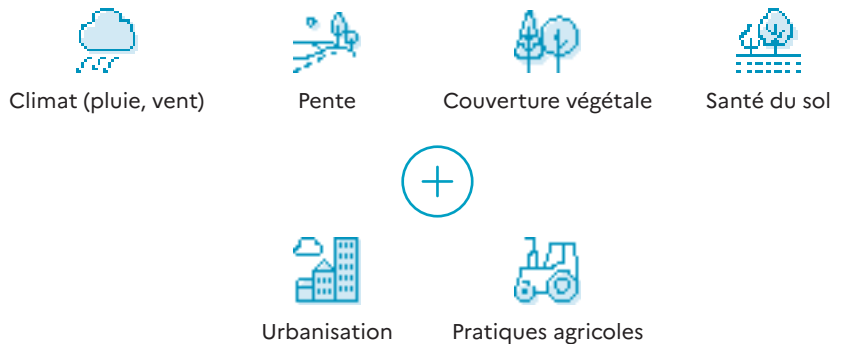 Climat (pluie, vent) Pente Couverture végétale Santé du sol
+
Urbanisation Pratiques agricoles